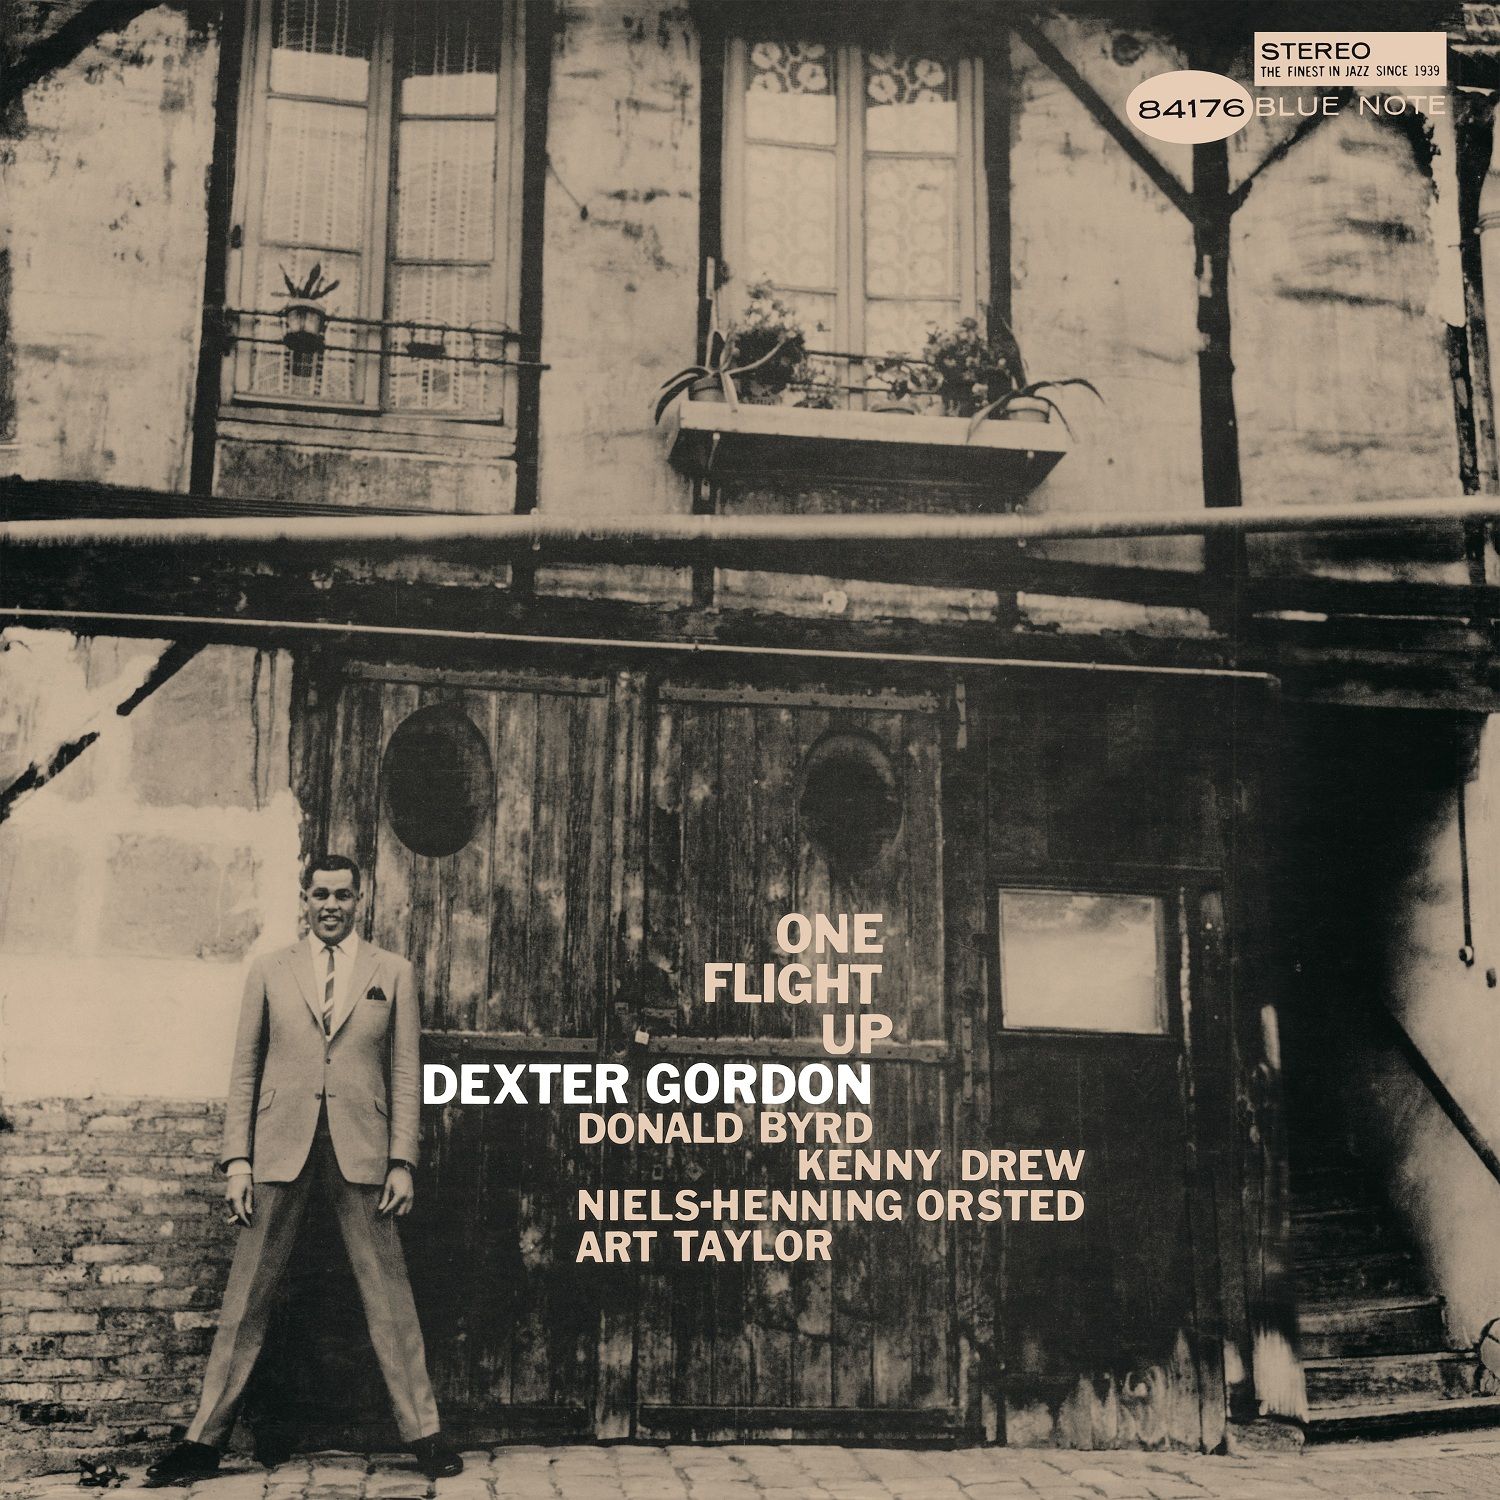 STEREO
THE FINEST IN JAZZ SINCE 1939
84176 BLUE NOTE
ONE
FLIGHT
UP
DEXTER GORDON
DONALD BYRD
KENNY DREW
NIELS-HENNING ORSTED
ART TAYLOR